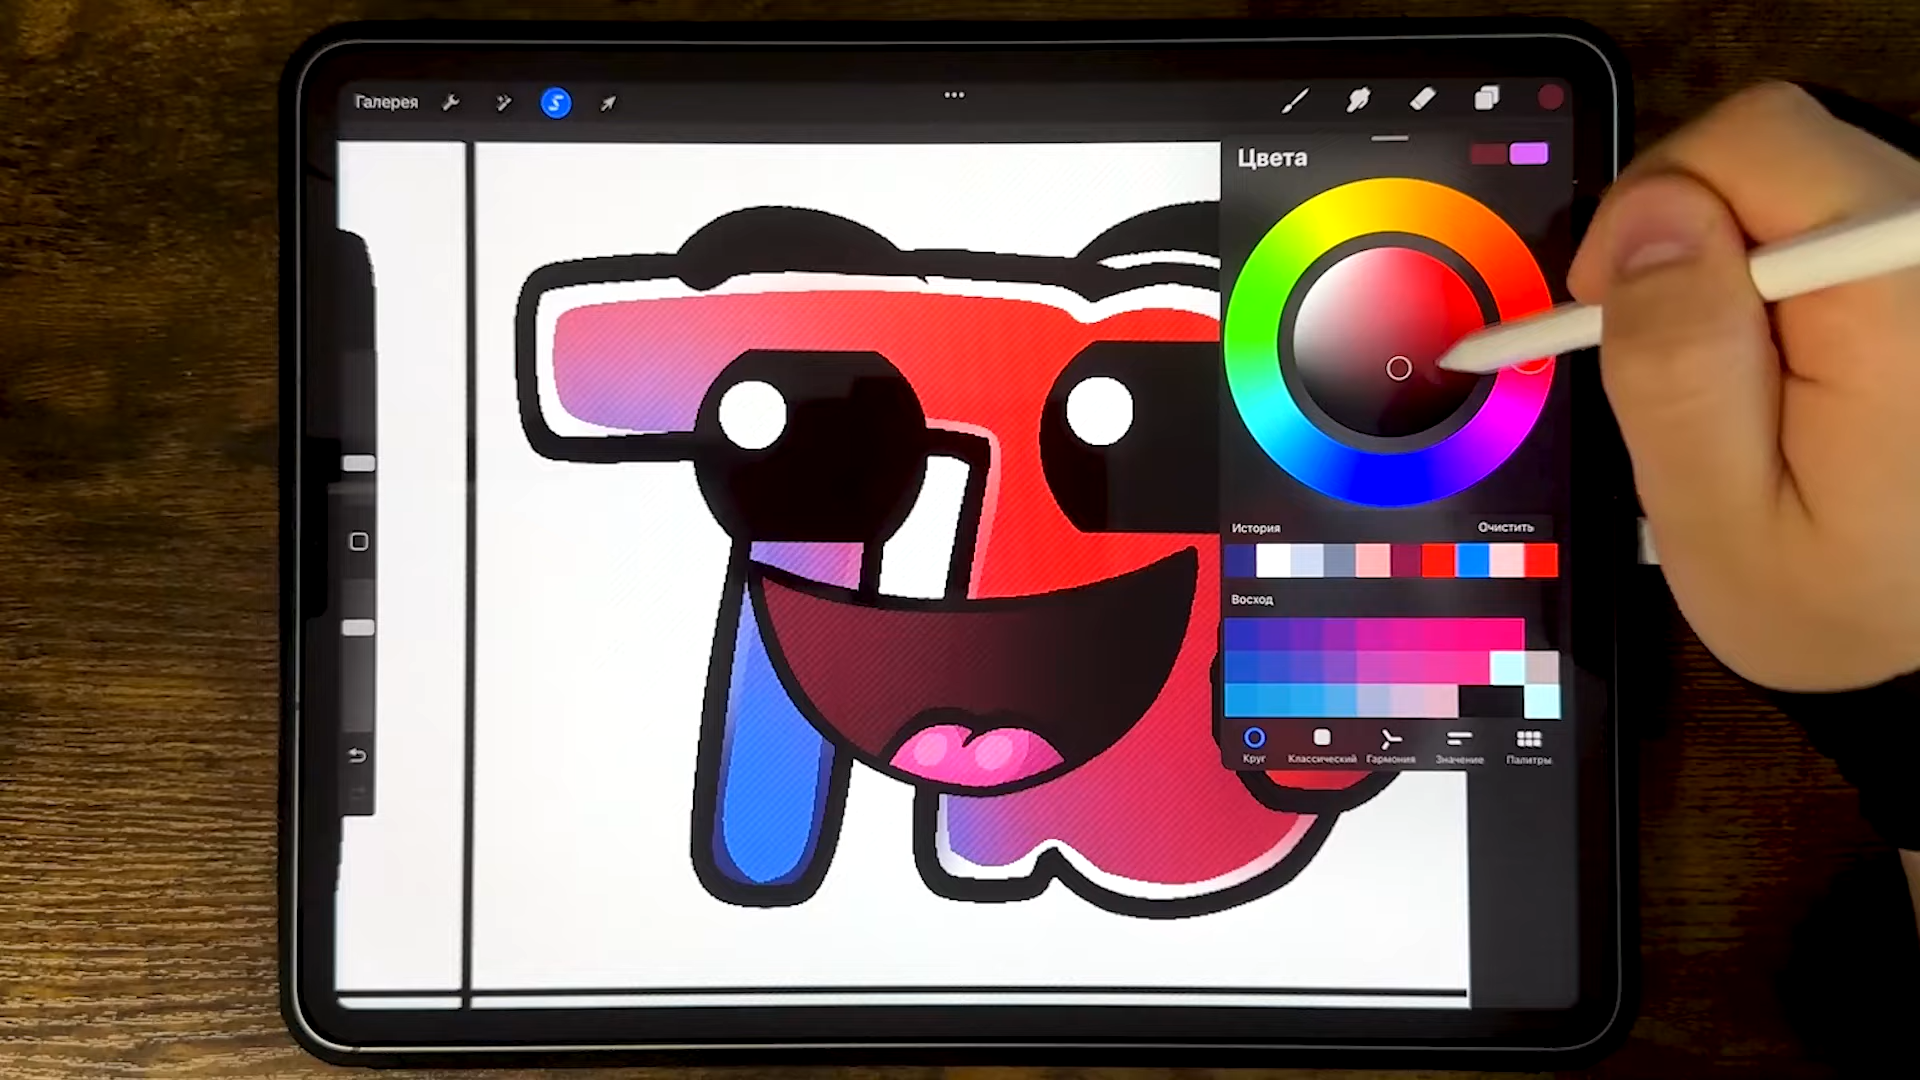 Галерея
Цвета
История
Очистить
Восход
Круг
Классический
Гармония
Значение
Палитры